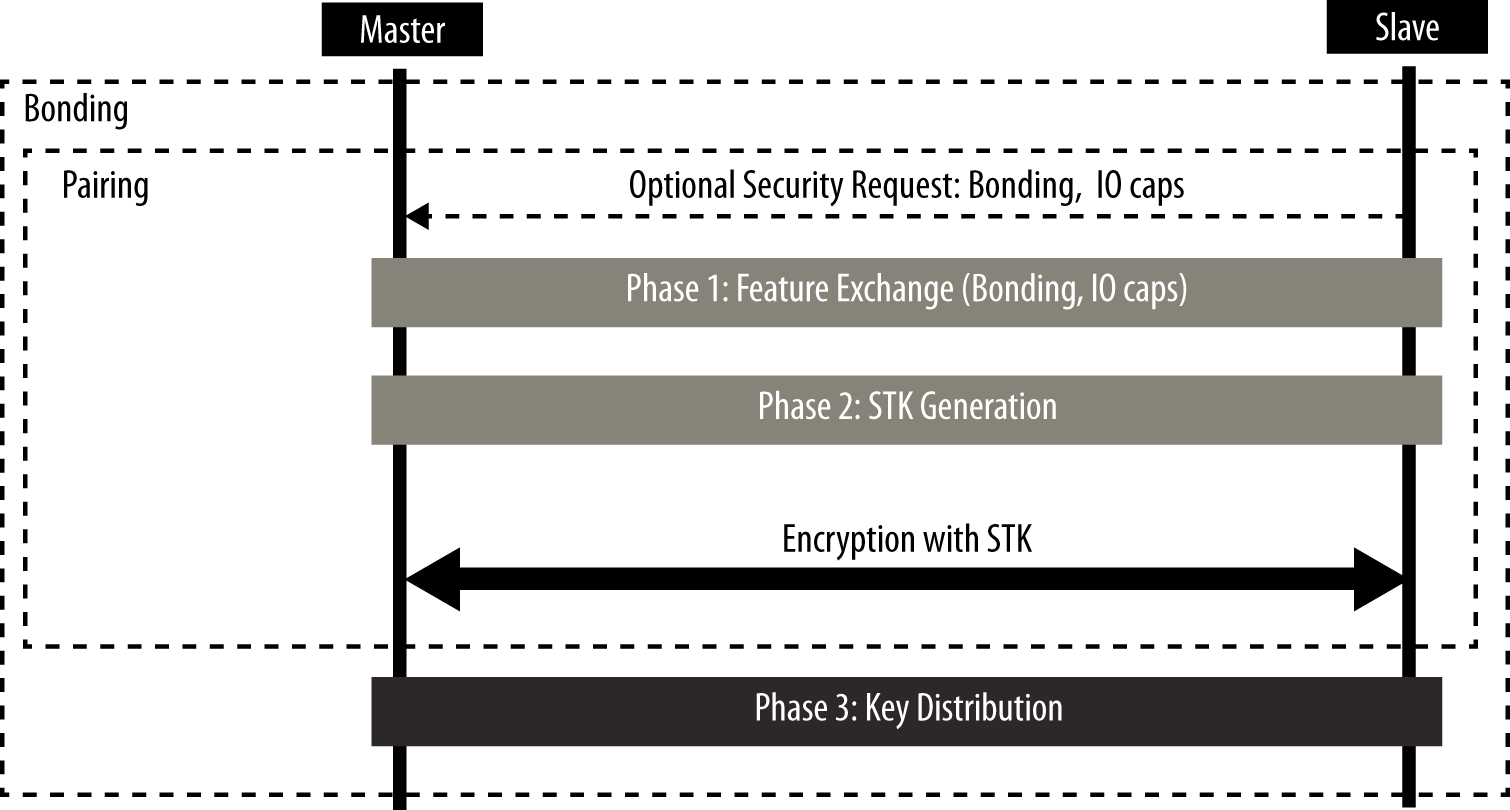 Master
Slave
Bonding
Pairing
Optional Security Request: Bonding, IO caps
Phase 1: Feature Exchange (Bonding, IO caps)
Phase 2: STK Generation
Encryption with STK
Phase 3: Key Distribution